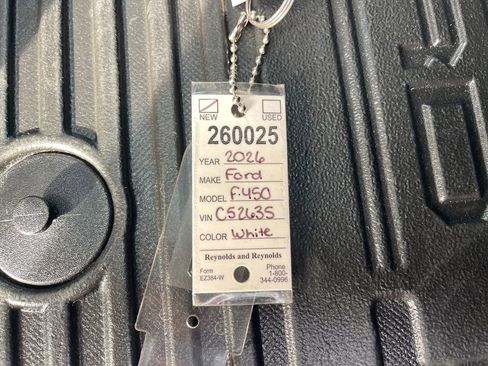 NEW USED
260025
YEAR 2026
MAKE Ford
MODEL F-450
VIN C52635
COLOR White
Reynolds and Reynolds
Form
EZ384-W
Phone
1-800-
344-0996